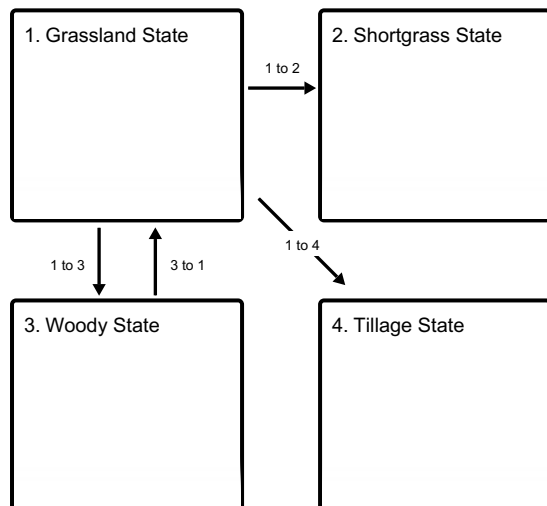 1. Grassland State
2. Shortgrass State
1 to 2
1 to 4
1 to 3
3 to 1
3. Woody State
4. Tillage State